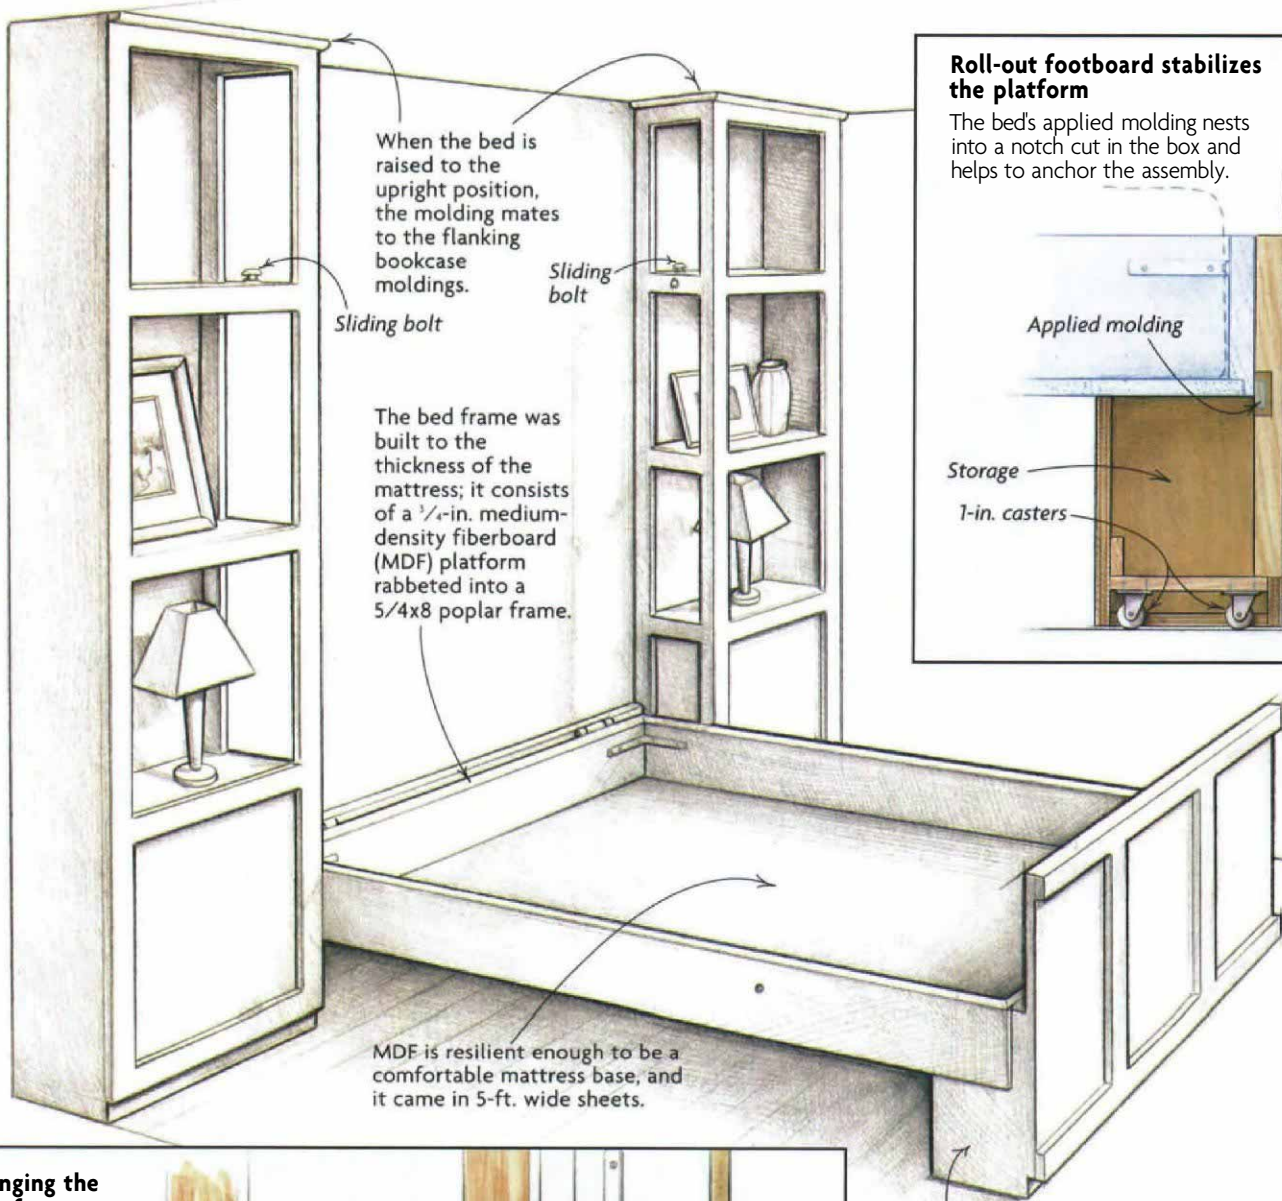 When the bed is
raised to the
upright position,
the molding mates
to the flanking
bookcase
moldings.
Sliding bolt
Sliding
bolt
The bed frame was
built to the
thickness of the
mattress; it consists
of a ¾-in. medium-
density fiberboard
(MDF) platform
rabbeted into a
5/4x8 poplar frame.
MDF is resilient enough to be a
comfortable mattress base, and
it came in 5-ft. wide sheets.
Roll-out footboard stabilizes
the platform
The bed's applied molding nests
into a notch cut in the box and
helps to anchor the assembly.
Applied molding
Storage
1-in. casters
nging the